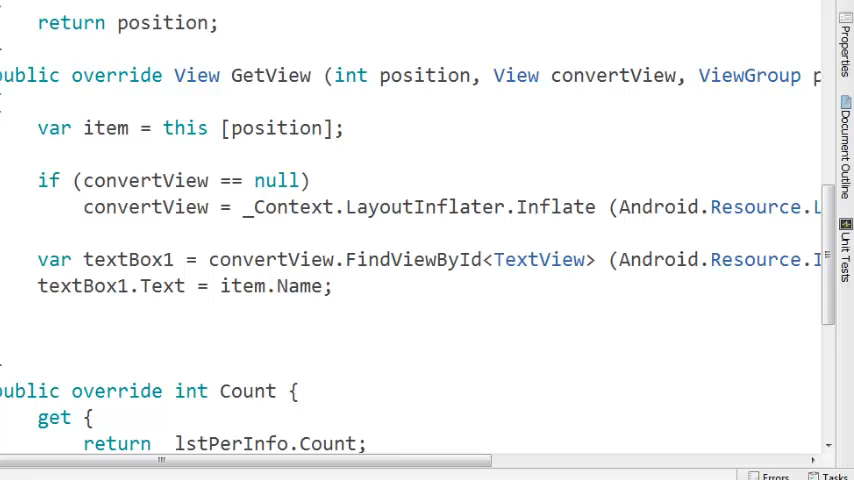 return position;
public override View GetView (int position, View convertView, ViewGroup p
var item = this [position];
if (convertView == null)
convertView = _Context.LayoutInflater.Inflate (Android.Resource.L
var textBox1 = convertView.FindViewById<TextView> (Android.Resource.I
textBox1.Text = item.Name;
public override int Count {
get {
return lstPerInfo.Count;
Properties
Document Outline
Unit Tests
Errors
Tasks